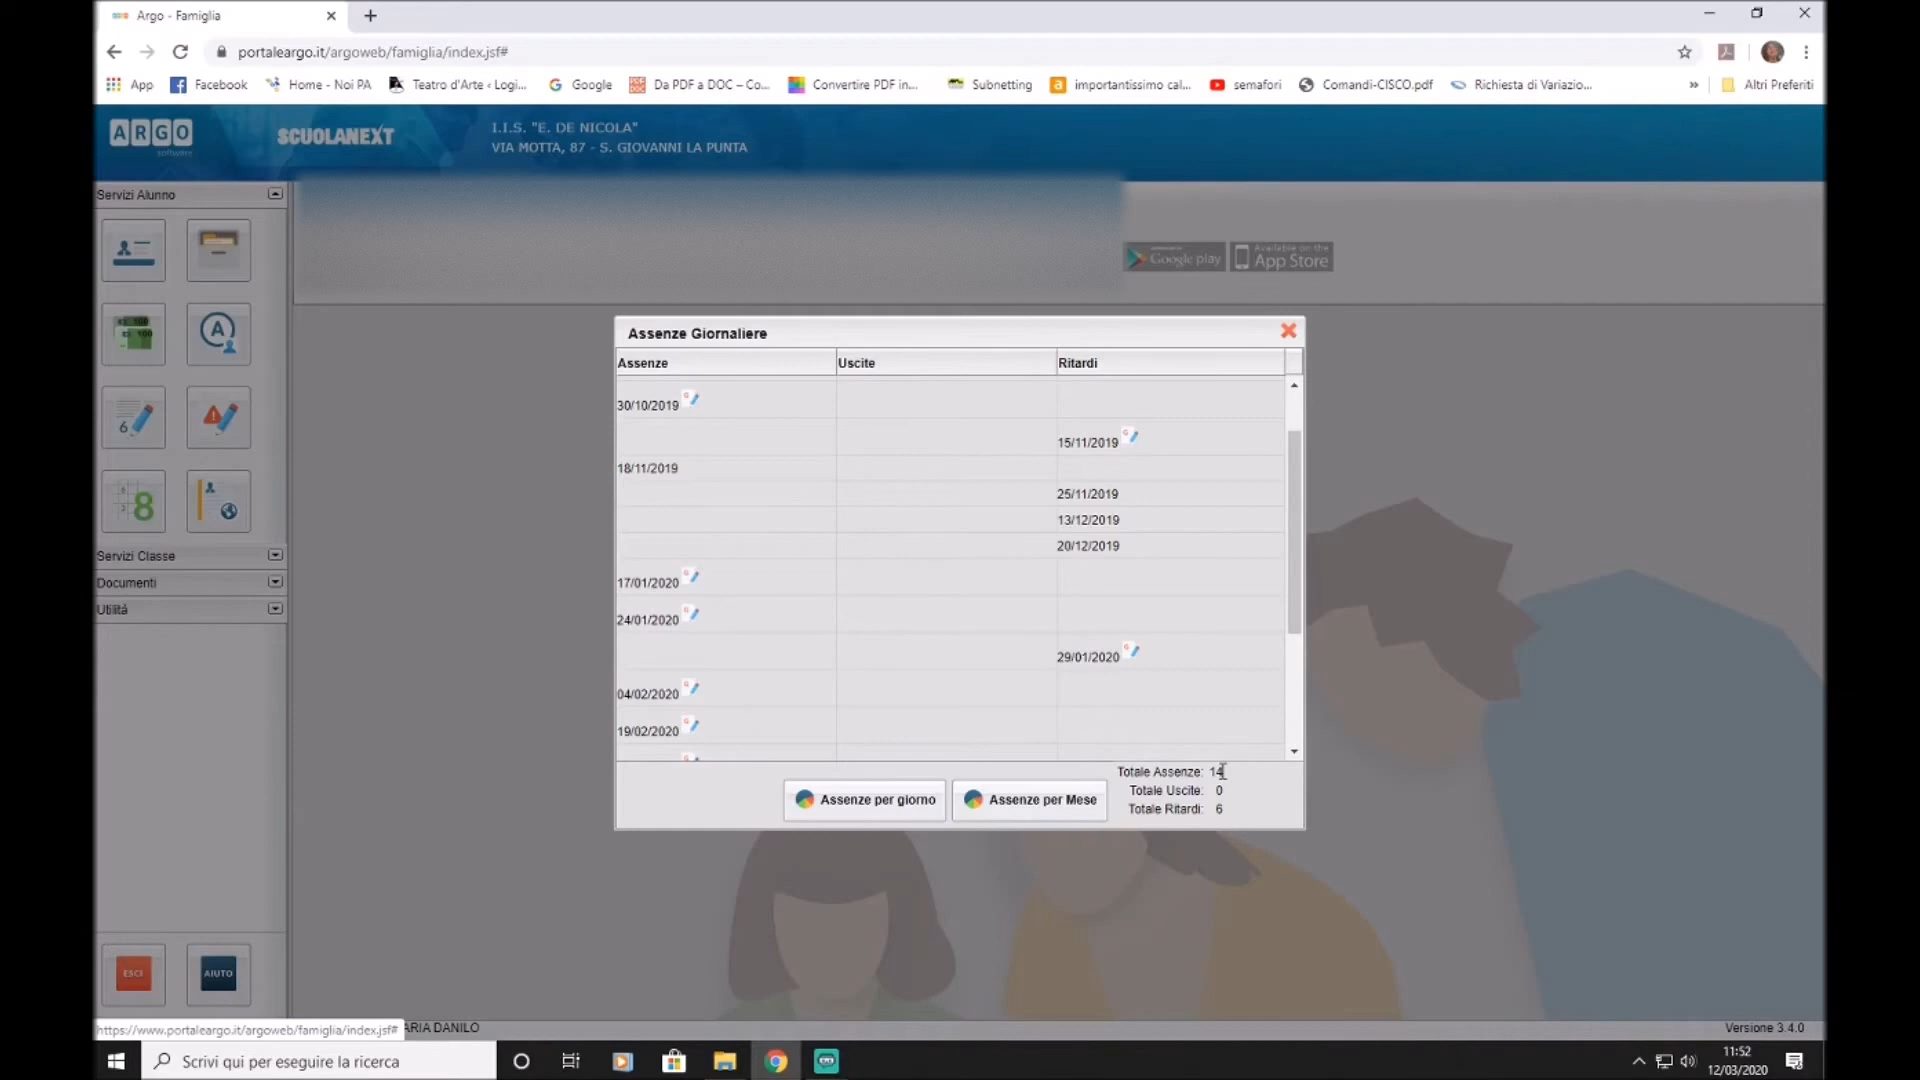 Argo - Famiglia
portaleargo.it/argoweb/famiglia/index.jsf#
App Facebook Home - Noi PA Teatro d'Arte ‹ Logi... Google Da PDF a DOC – Co... Convertire PDF in... Subnetting importantissimo cal... semafori Comandi-CISCO.pdf Richiesta di Variazio... » Altri Preferiti
ARGO
software
SCUOLANEXT
I.I.S. "E. DE NICOLA"
VIA MOTTA, 87 - S. GIOVANNI LA PUNTA
Servizi Alunno
Google play
Available on the
App Store
Assenze Giornaliere
Assenze Uscite Ritardi
30/10/2019
15/11/2019
18/11/2019
25/11/2019
13/12/2019
20/12/2019
17/01/2020
24/01/2020
29/01/2020
04/02/2020
19/02/2020
Assenze per giorno
Assenze per Mese
Totale Assenze: 14
Totale Uscite: 0
Totale Ritardi: 6
Servizi Classe
Documenti
Utilità
ESCI
AIUTO
https://www.portaleargo.it/argoweb/famiglia/index.jsf#
ARIA DANILO
Versione 3.4.0
Scrivi qui per eseguire la ricerca
11:52
12/03/2020